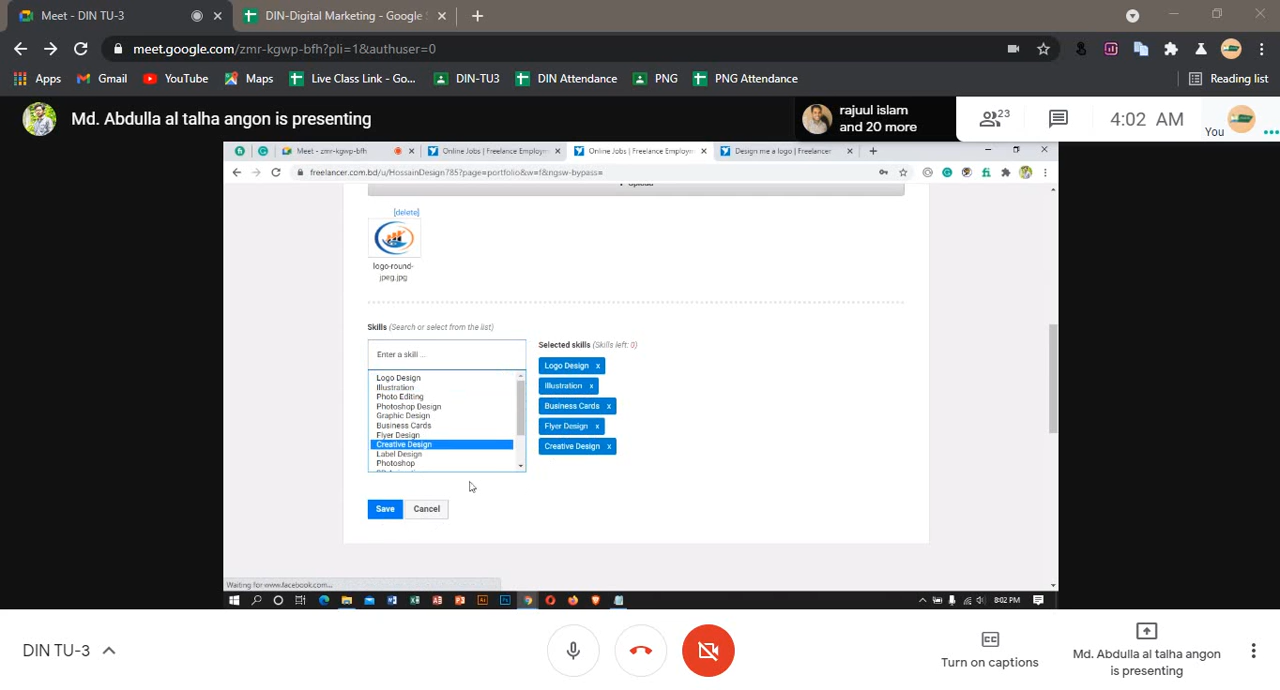 Meet - DIN TU-3
DIN-Digital Marketing - Google
meet.google.com/zmr-kgwp-bfh?pli=1&authuser=0
Apps
Gmail
YouTube
Maps
Live Class Link - Go...
DIN-TU3
DIN Attendance
PNG
PNG Attendance
Reading list
Md. Abdulla al talha angon is presenting
rajuul islam
and 20 more
23
4:02 AM
You
Meet - zmr-kgwp-bfh
Online Jobs | Freelance Employm
Online Jobs | Freelance Employm
Design me a logo | Freelancer
freelancer.com.bd/u/HossainDesign785?page=portfolio&w=f&ngsw-bypass=
[delete]
logo-round-
jpeg.jpg
Skills (Search or select from the list)
Enter a skill ...
Logo Design
Illustration
Photo Editing
Photoshop Design
Graphic Design
Business Cards
Flyer Design
Creative Design
Label Design
Photoshop
Selected skills (Skills left: 0)
Logo Design x
Illustration x
Business Cards x
Flyer Design x
Creative Design x
Save
Cancel
Waiting for www.facebook.com...
8:02 PM
DIN TU-3
Turn on captions
Md. Abdulla al talha angon
is presenting